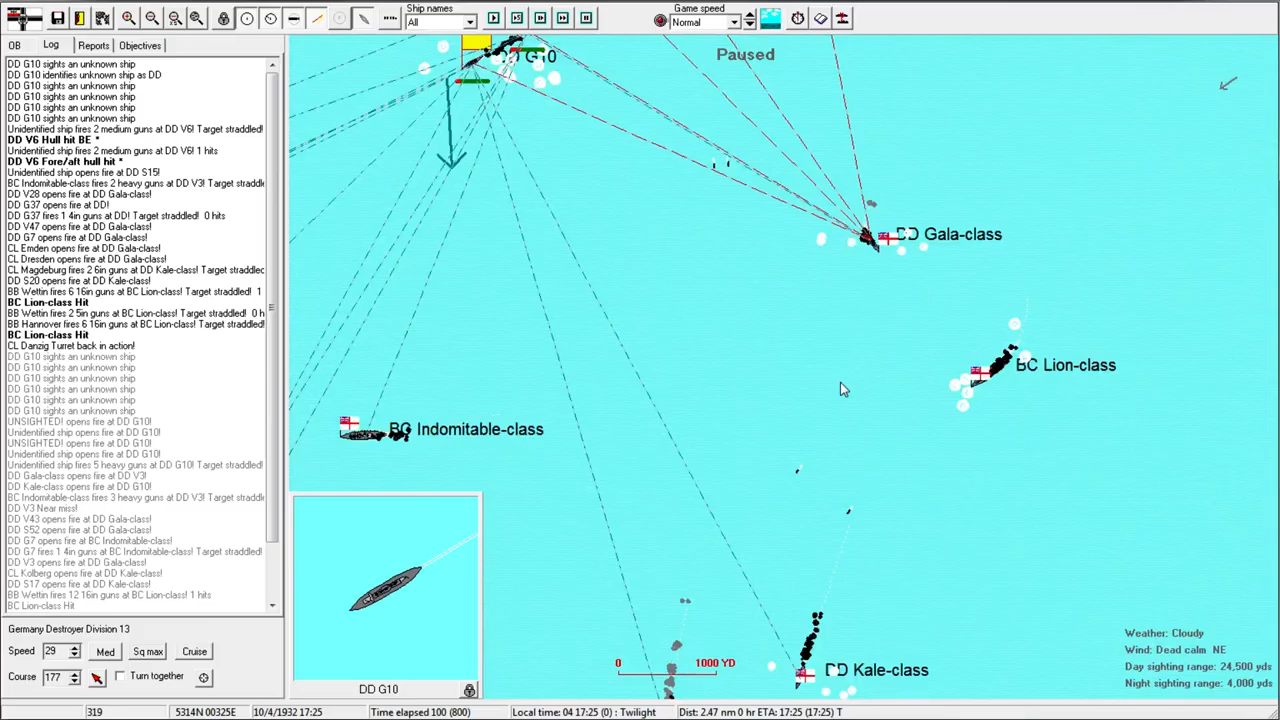 Ship names
All
Game speed
Normal
OB Log Reports Objectives
DD G10 sights an unknown ship
DD G10 identifies unknown ship as DD
DD G10 sights an unknown ship
DD G10 sights an unknown ship
DD G10 sights an unknown ship
DD G10 sights an unknown ship
Unidentified ship fires 2 medium guns at DD V6! Target straddled!
DD V6 Hull hit BE *
Unidentified ship fires 2 medium guns at DD V6! 1 hits
DD V6 Fore/aft hull hit *
Unidentified ship opens fire at DD S15!
BC Indomitable-class fires 2 heavy guns at DD V3! Target straddled!
DD V28 opens fire at DD Gala-class!
DD G37 opens fire at DD!
DD G37 fires 1 4in guns at DD! Target straddled! 0 hits
DD V47 opens fire at DD Gala-class!
DD G7 opens fire at DD Gala-class!
CL Emden opens fire at DD Gala-class!
CL Dresden opens fire at DD Gala-class!
CL Magdeburg fires 2 6in guns at DD Kale-class! Target straddled!
DD S20 opens fire at DD Kale-class!
BB Wettin fires 6 16in guns at BC Lion-class! Target straddled! 1
BC Lion-class Hit
BB Wettin fires 2 5in guns at BC Lion-class! Target straddled! 0 h
BB Hannover fires 6 16in guns at BC Lion-class! Target straddled!
BC Lion-class Hit
CL Danzig Turret back in action!
DD G10 sights an unknown ship
DD G10 sights an unknown ship
DD G10 sights an unknown ship
DD G10 sights an unknown ship
DD G10 sights an unknown ship
DD G10 sights an unknown ship
UNSIGHTED! opens fire at DD G10!
Unidentified ship opens fire at DD G10!
UNSIGHTED! opens fire at DD G10!
Unidentified ship opens fire at DD G10!
Unidentified ship fires 5 heavy guns at DD G10! Target straddled!
DD Gala-class opens fire at DD V3!
DD Kale-class opens fire at DD G10!
BC Indomitable-class fires 3 heavy guns at DD V3! Target straddled!
DD V3 Near miss!
DD V43 opens fire at DD Gala-class!
DD S52 opens fire at DD Gala-class!
DD G7 opens fire at BC Indomitable-class!
DD G7 fires 1 4in guns at BC Indomitable-class! Target straddled!
DD V3 opens fire at DD Gala-class!
CL Kolberg opens fire at DD Kale-class!
DD S17 opens fire at DD Kale-class!
BB Wettin fires 12 16in guns at BC Lion-class! 1 hits
BC Lion-class Hit
Germany Destroyer Division 13
Speed 29 Med Sq max Cruise
Course 177 Turn together
Paused
DD G10
DD Gala-class
BC Lion-class
BC Indomitable-class
DD Kale-class
DD G10
0 1000 YD
Weather: Cloudy
Wind: Dead calm NE
Day sighting range: 24,500 yds
Night sighting range: 4,000 yds
319 5314N 00325E 10/4/1932 17:25 Time elapsed 100 (800) Local time: 04 17:25 : Twilight Dist: 2.47 nm 0 hr ETA: 17:25 (17:25) T